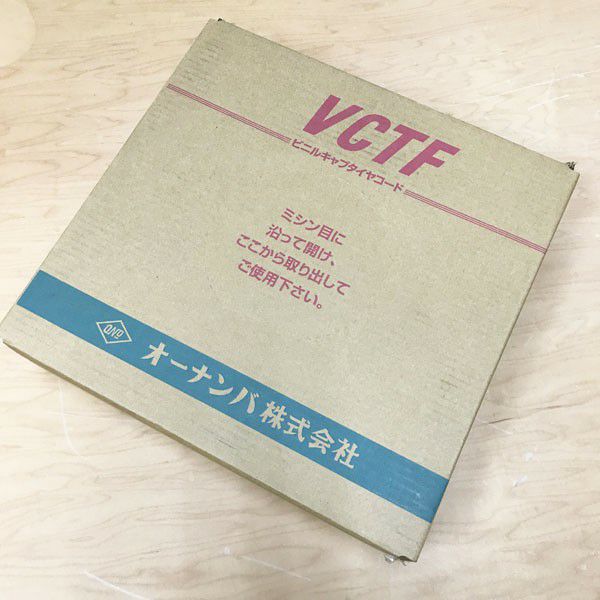 VCTF
ビニルキャブタイヤコード
ミシン目に
沿って開け、
ここから取り出して
ご使用下さい。
ONB オーナンバ株式会社